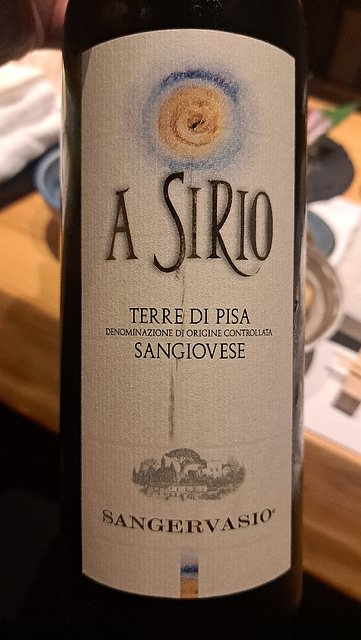 A SIRIO
TERRE DI PISA
DENOMINAZIONE DI ORIGINE CONTROLLATA
SANGIOVESE
SANGERVASIO®